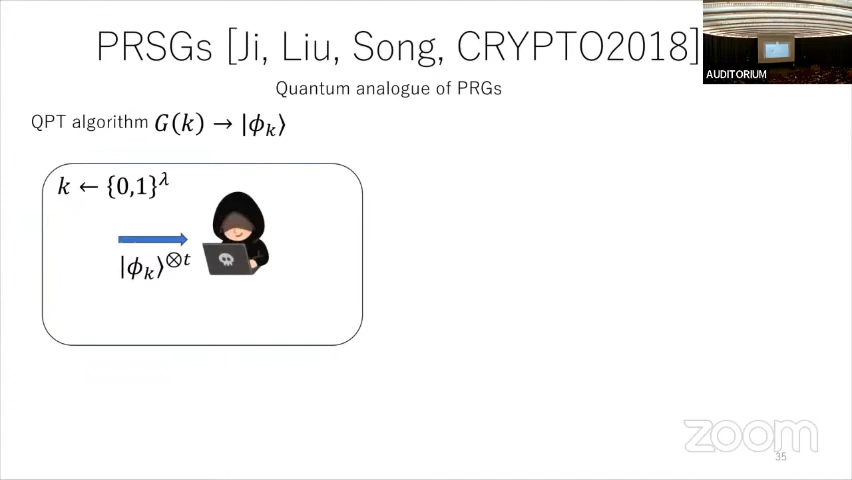 PRSGs [Ji, Liu, Song, CRYPTO2018]
AUDITORIUM
Quantum analogue of PRGs
QPT algorithm G(k) → |ϕ_k⟩
k ← {0,1}^λ
|ϕ_k⟩^{⊗t}
zoom
35